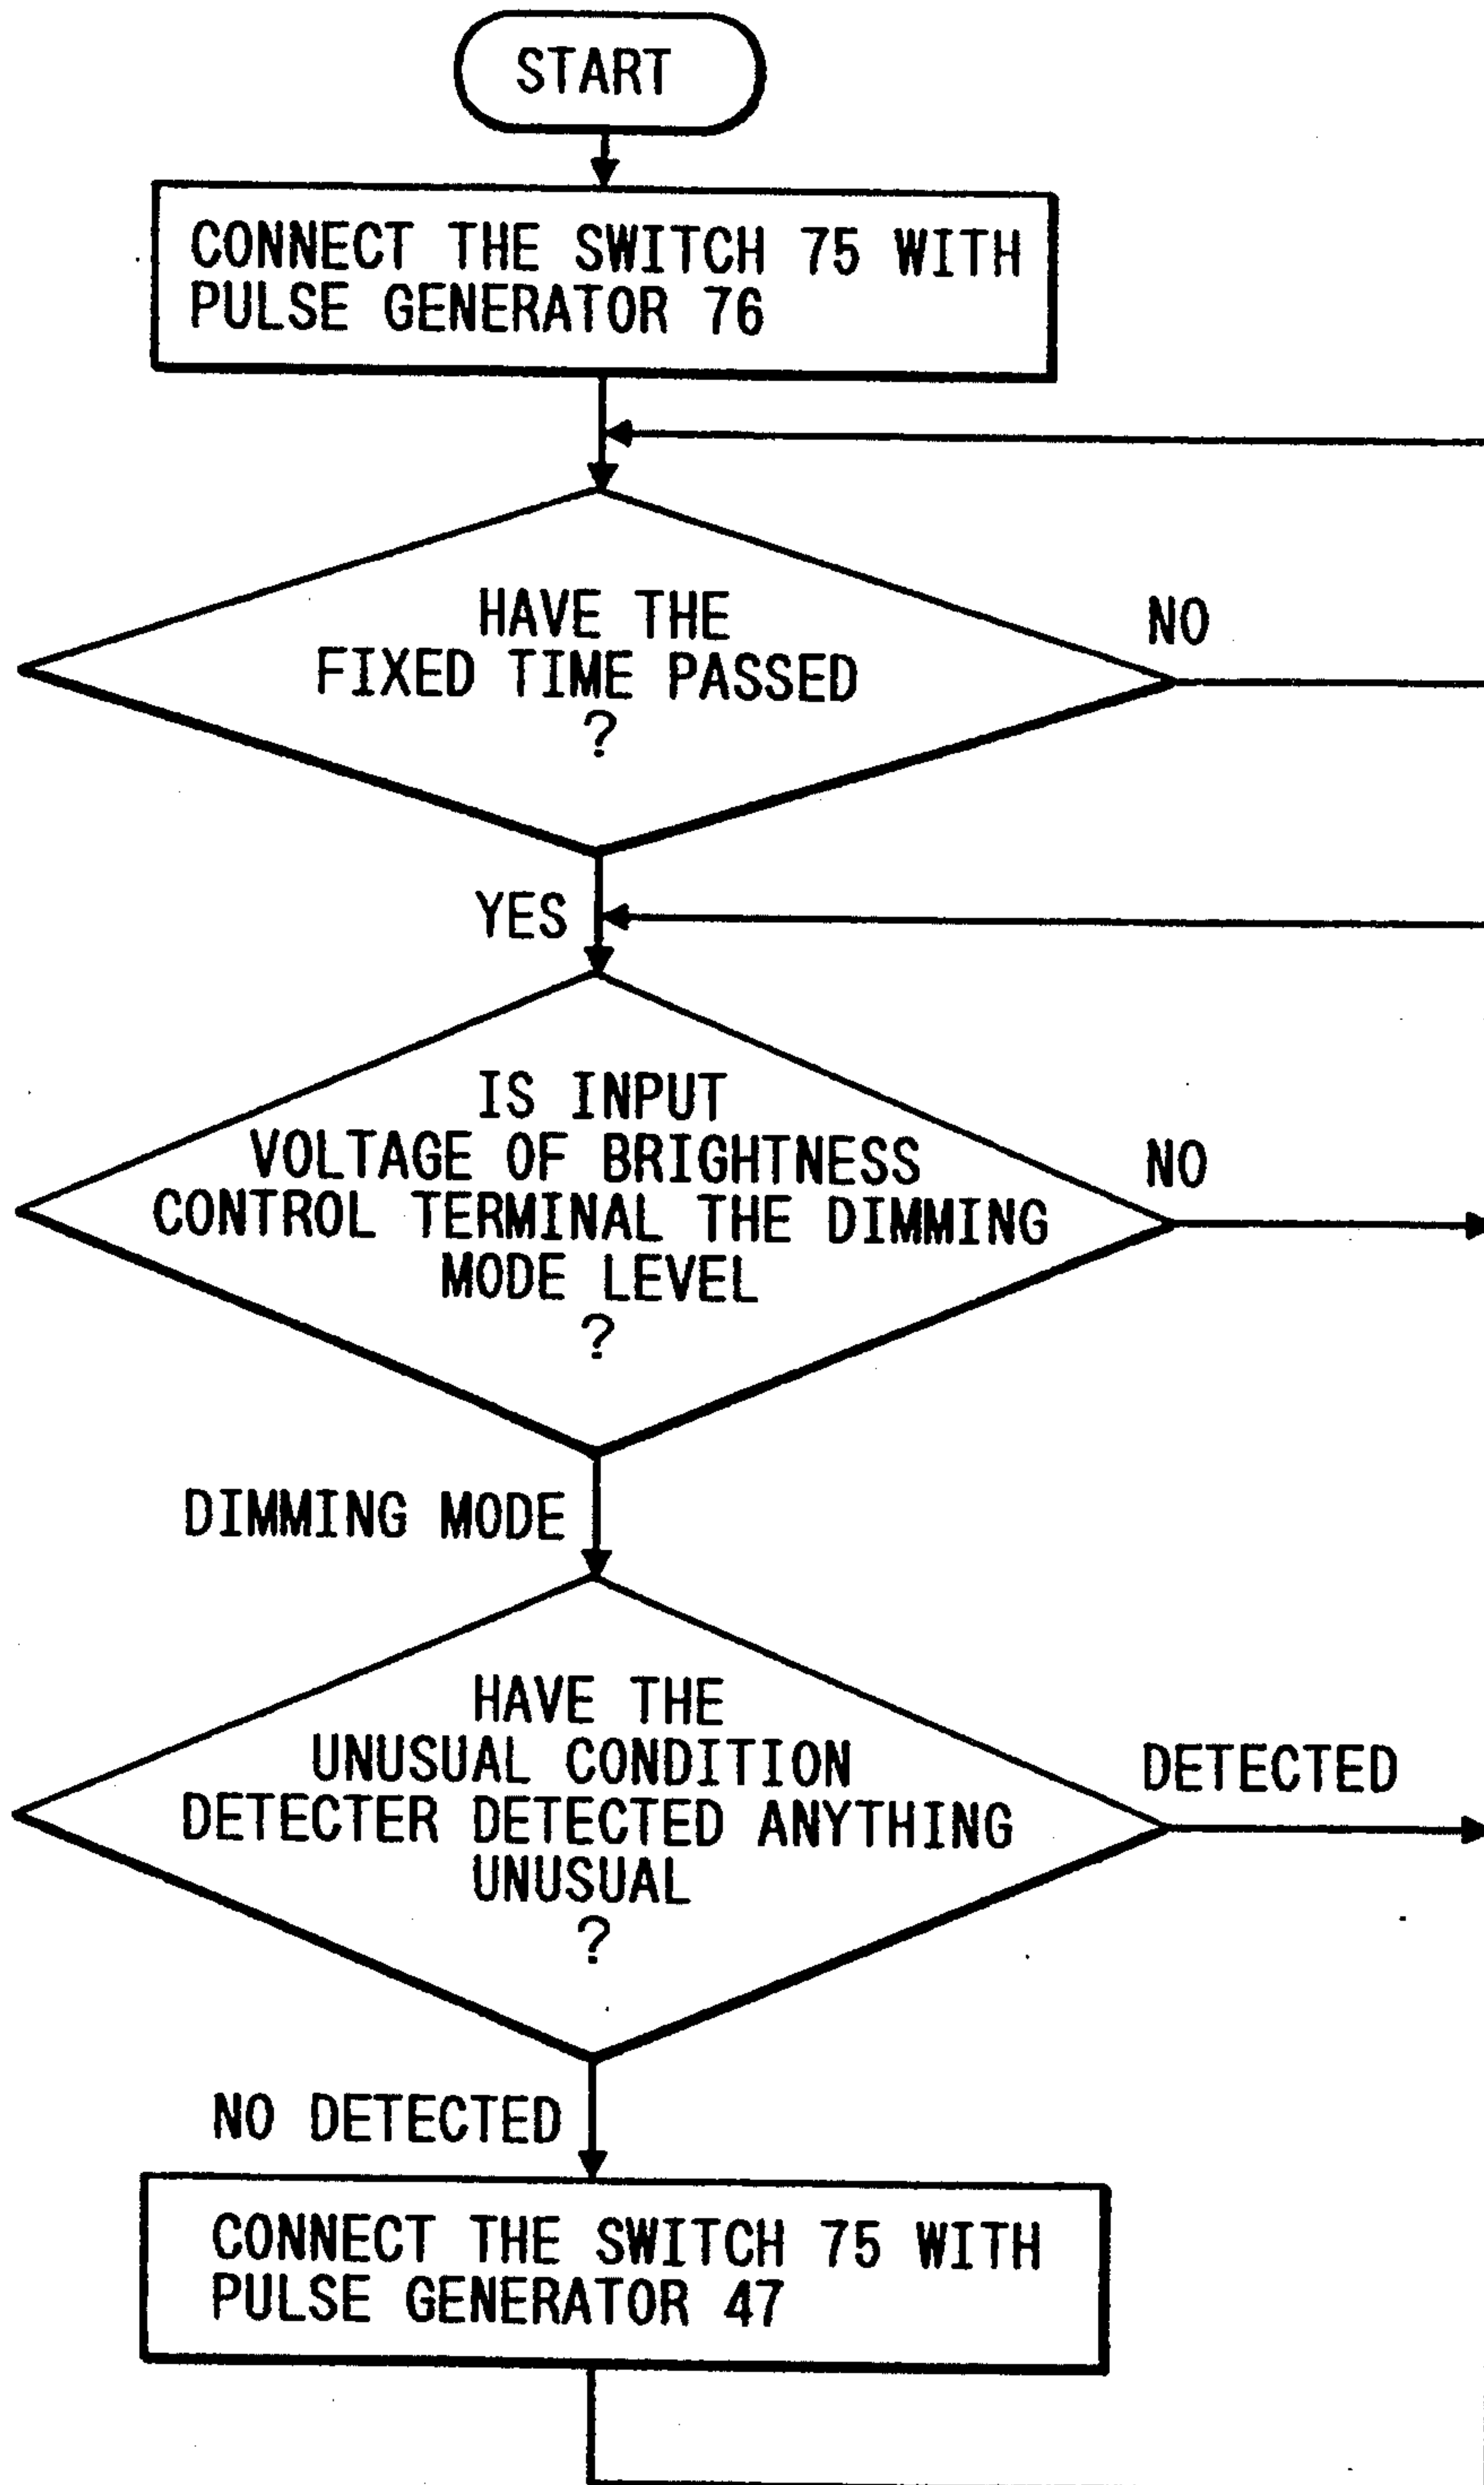 START
CONNECT THE SWITCH 75 WITH
PULSE GENERATOR 76
HAVE THE
FIXED TIME PASSED
?
NO
YES
IS INPUT
VOLTAGE OF BRIGHTNESS
CONTROL TERMINAL THE DIMMING
MODE LEVEL
?
NO
DIMMING MODE
HAVE THE
UNUSUAL CONDITION
DETECTER DETECTED ANYTHING
UNUSUAL
?
DETECTED
NO DETECTED
CONNECT THE SWITCH 75 WITH
PULSE GENERATOR 47